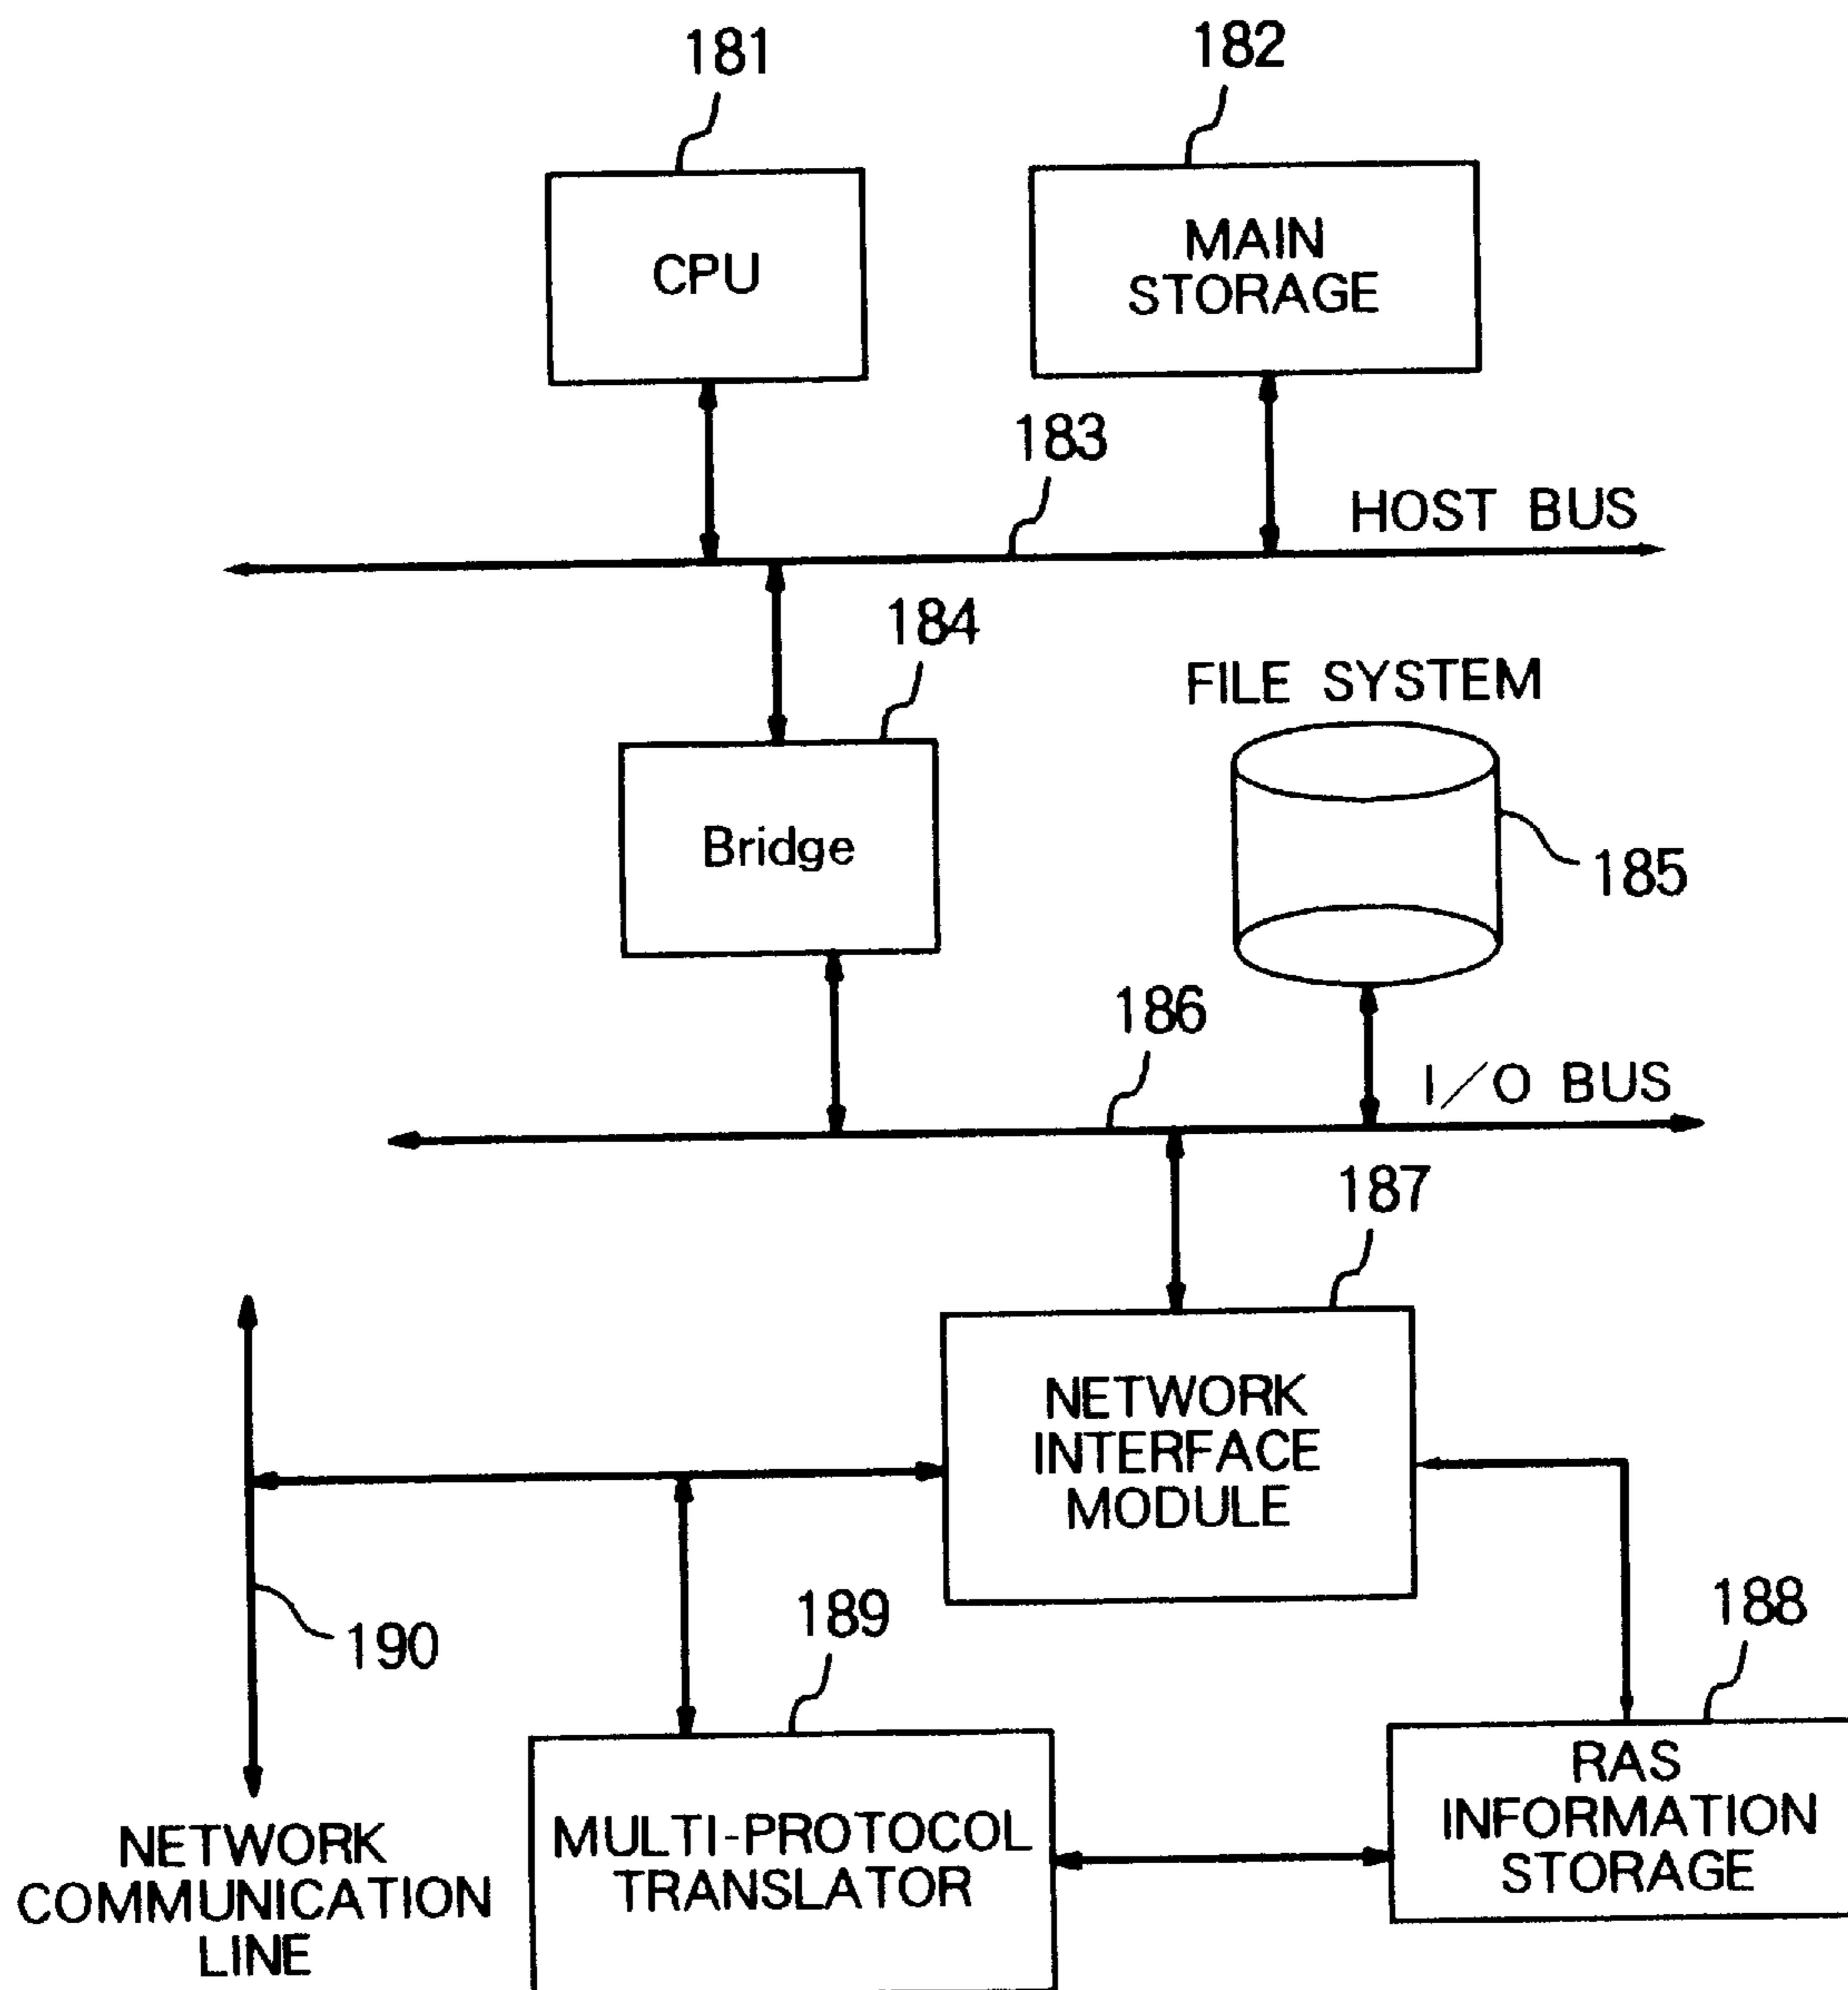 181
182
CPU
MAIN
STORAGE
183
HOST BUS
184
FILE SYSTEM
Bridge
185
186
I/O BUS
187
NETWORK
INTERFACE
MODULE
190
189
188
NETWORK
COMMUNICATION
LINE
MULTI-PROTOCOL
TRANSLATOR
RAS
INFORMATION
STORAGE